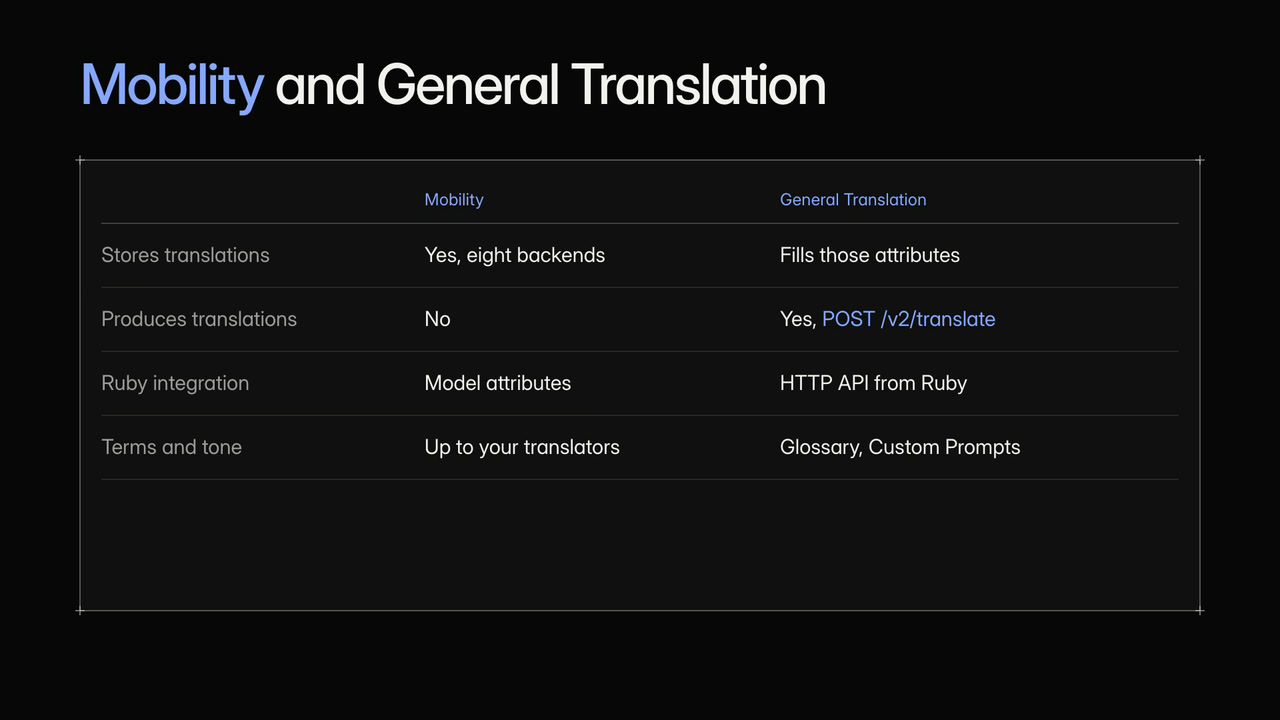 Mobility and General Translation
Mobility General Translation
Stores translations Yes, eight backends Fills those attributes
Produces translations No Yes, POST /v2/translate
Ruby integration Model attributes HTTP API from Ruby
Terms and tone Up to your translators Glossary, Custom Prompts